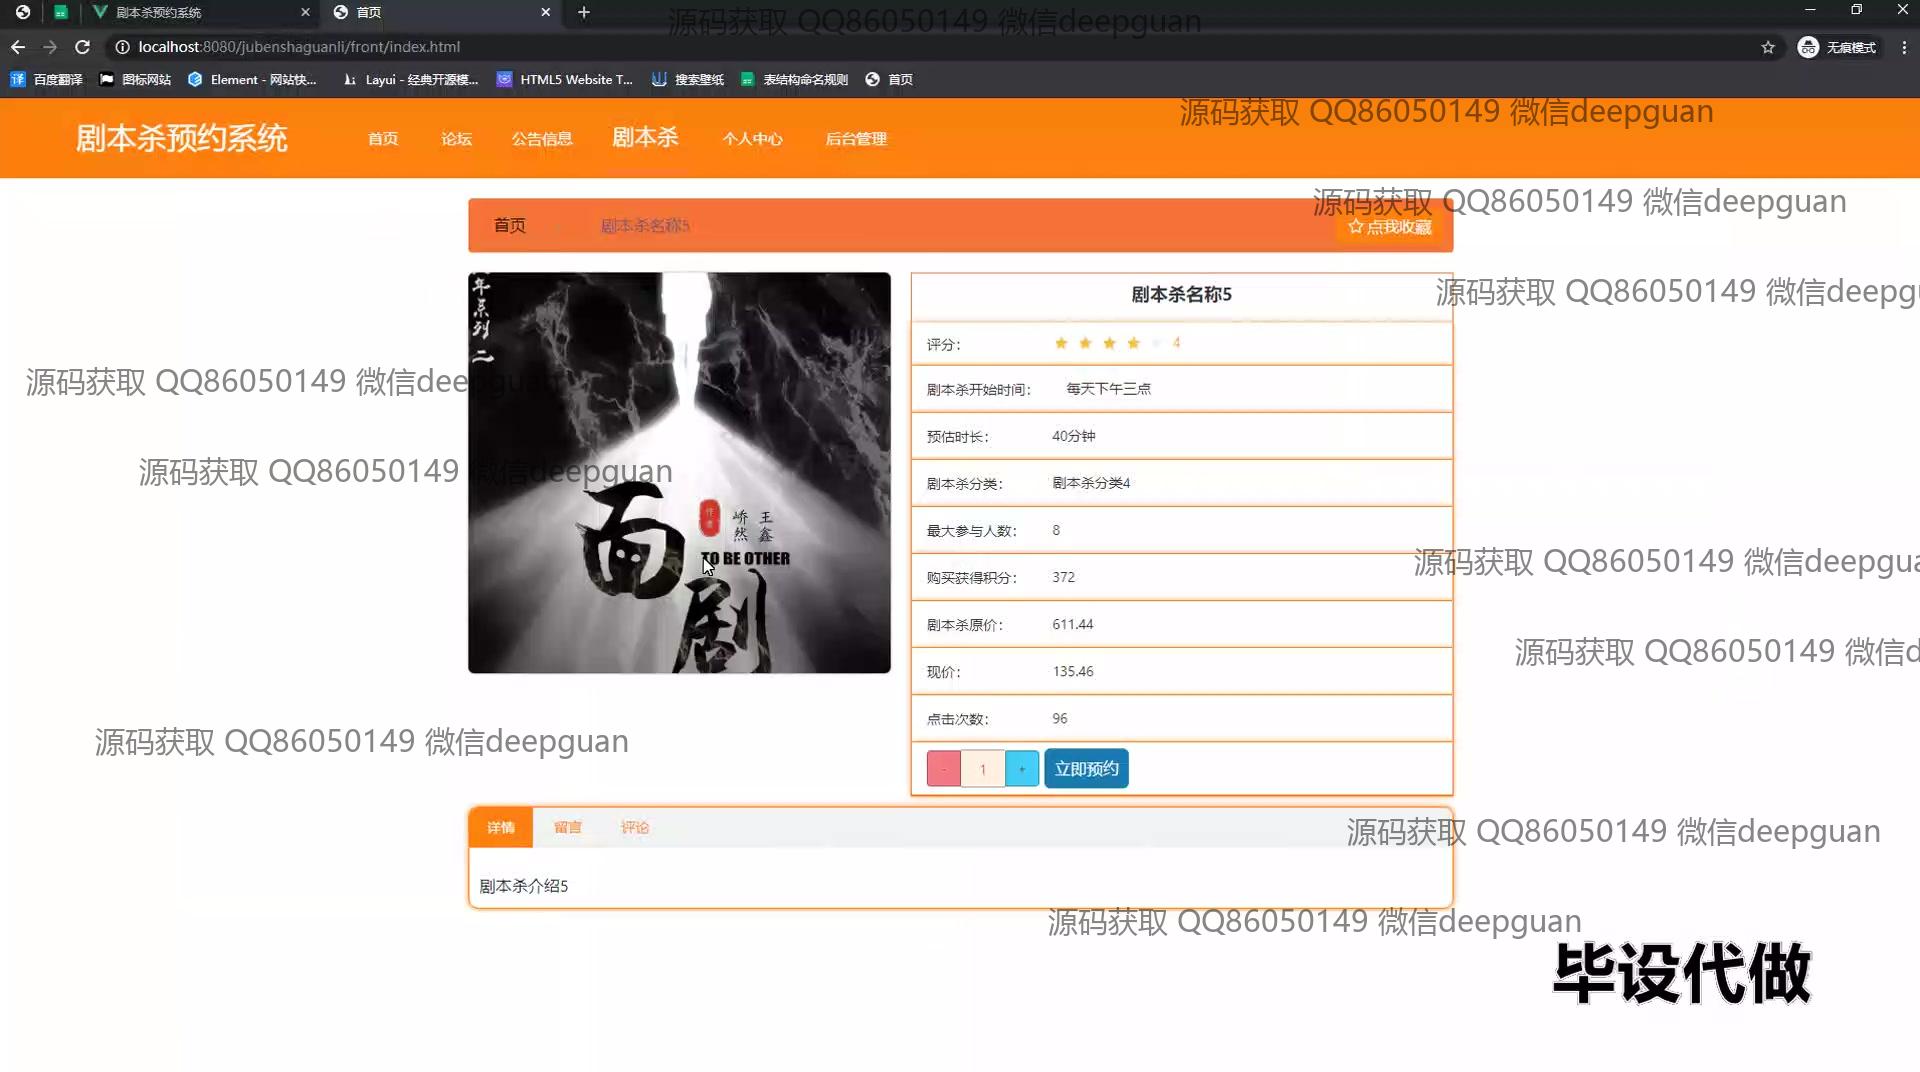 剧本杀预约系统
首页
源码获取 QQ86050149 微信deepguan
localhost:8080/jubenshaguanli/front/index.html
无痕模式
百度翻译
图标网站
Element - 网站快...
Layui - 经典开源模...
HTML5 Website T...
搜索壁纸
表结构命名规则
首页
源码获取 QQ86050149 微信deepguan
剧本杀预约系统
首页
论坛
公告信息
剧本杀
个人中心
后台管理
源码获取 QQ86050149 微信deepguan
首页
剧本杀名称5
点我收藏
源码获取 QQ86050149 微信deepg
年系列二
剧本杀名称5
评分:
4
源码获取 QQ86050149 微信deepguan
剧本杀开始时间:
每天下午三点
预估时长:
40分钟
源码获取 QQ86050149 微信deepguan
剧本杀分类:
剧本杀分类4
面剧
作者
王鑫
峤然
TO BE OTHER
最大参与人数:
8
源码获取 QQ86050149 微信deepgua
购买获得积分:
372
剧本杀原价:
611.44
源码获取 QQ86050149 微信d
现价:
135.46
点击次数:
96
源码获取 QQ86050149 微信deepguan
-
1
+
立即预约
详情
留言
评论
源码获取 QQ86050149 微信deepguan
剧本杀介绍5
源码获取 QQ86050149 微信deepguan
毕设代做